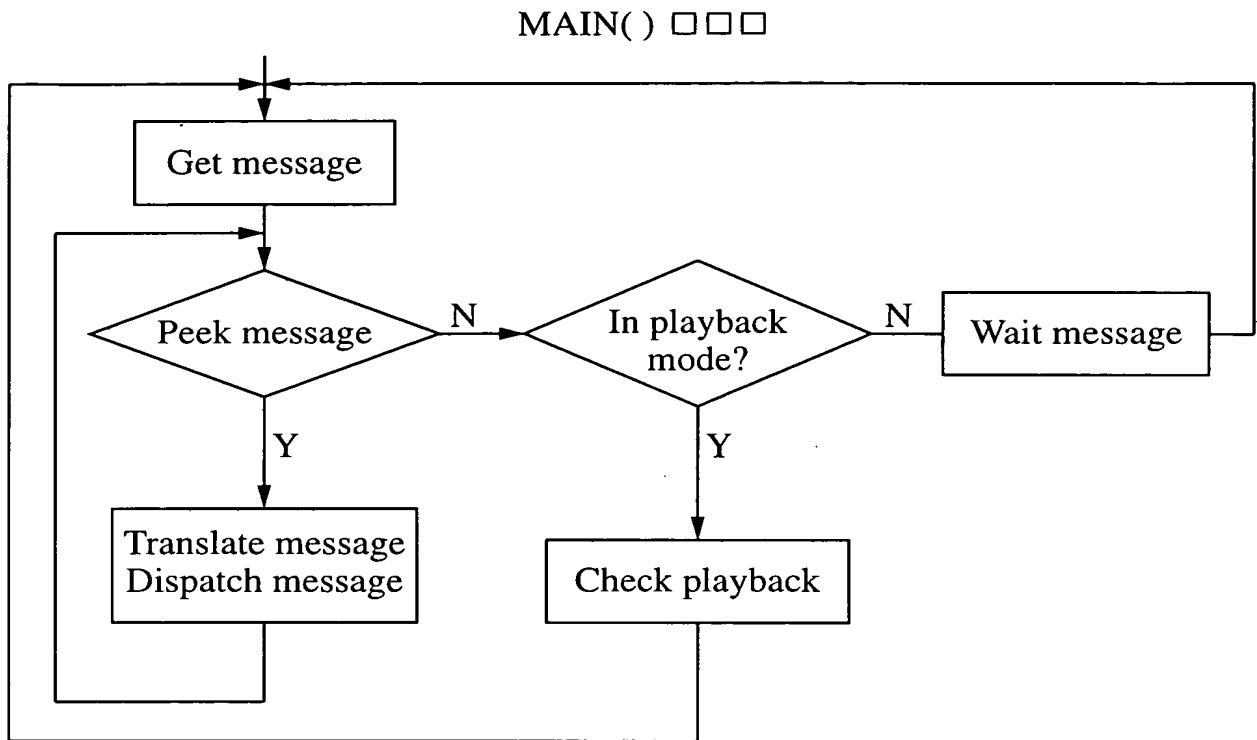 MAIN( ) □□□
Get message
Peek message
N
In playback
mode?
N
Wait message
Y
Y
Translate message
Dispatch message
Check playback